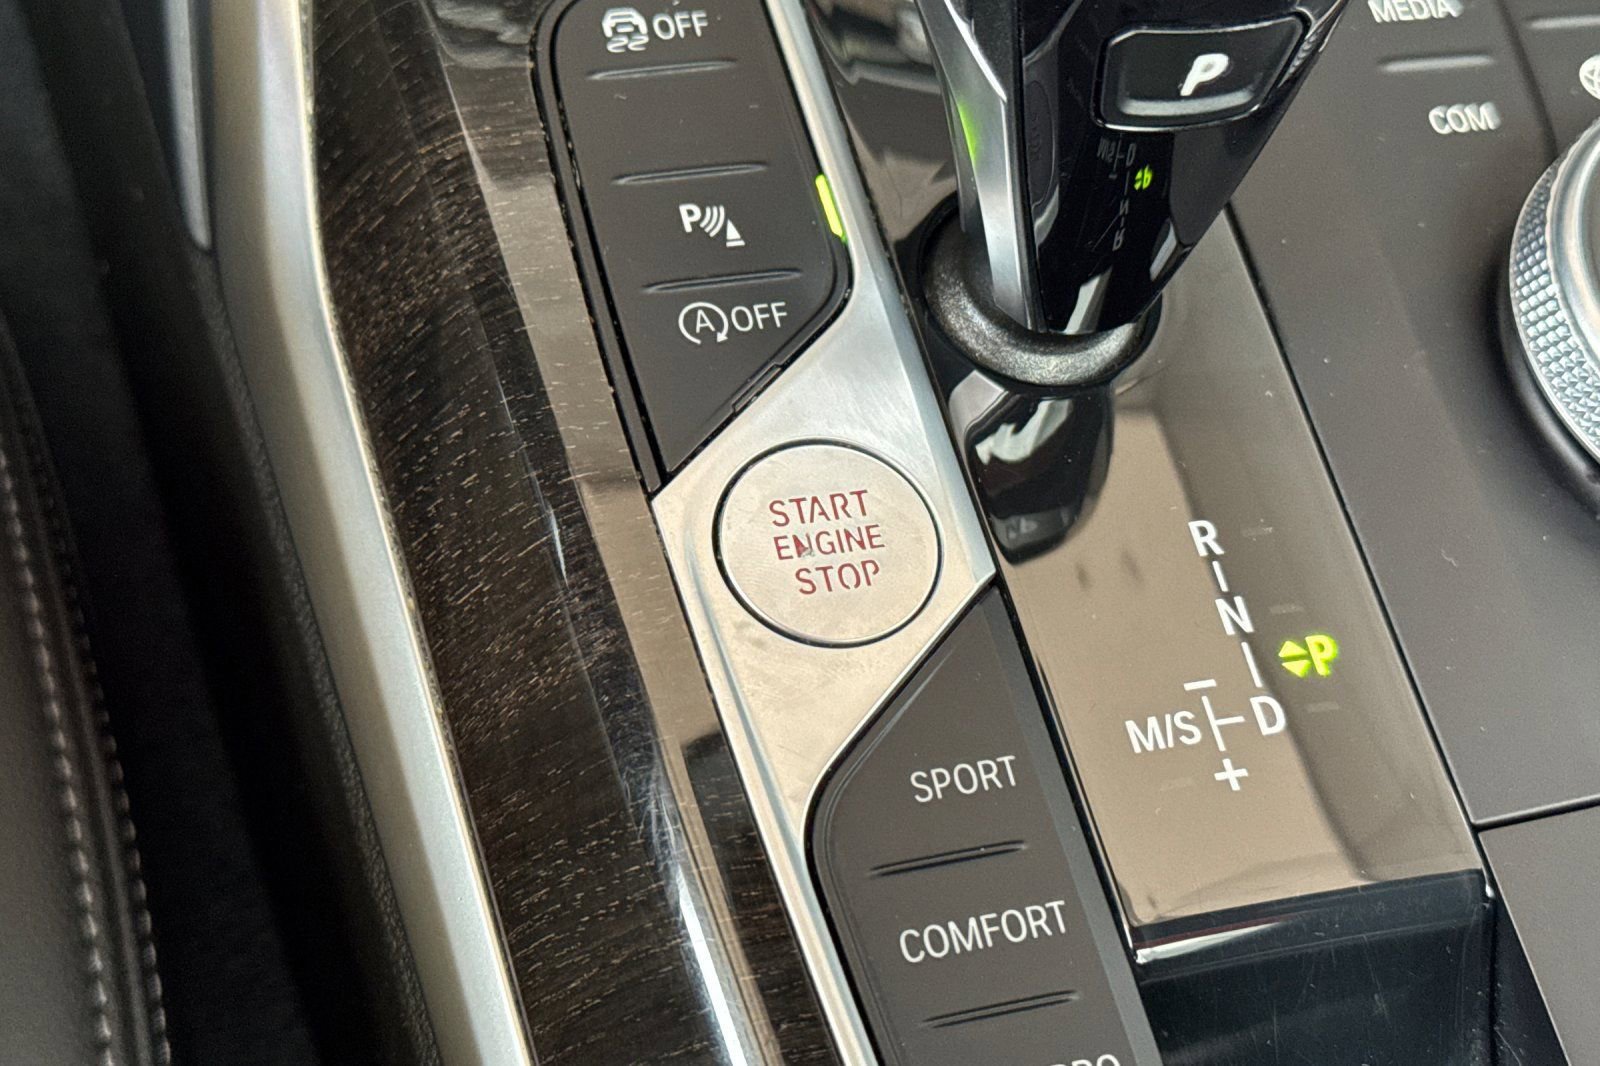 OFF
P
MEDIA
COM
P
A OFF
START
ENGINE
STOP
R
N
P
M/S D
+
SPORT
COMFORT